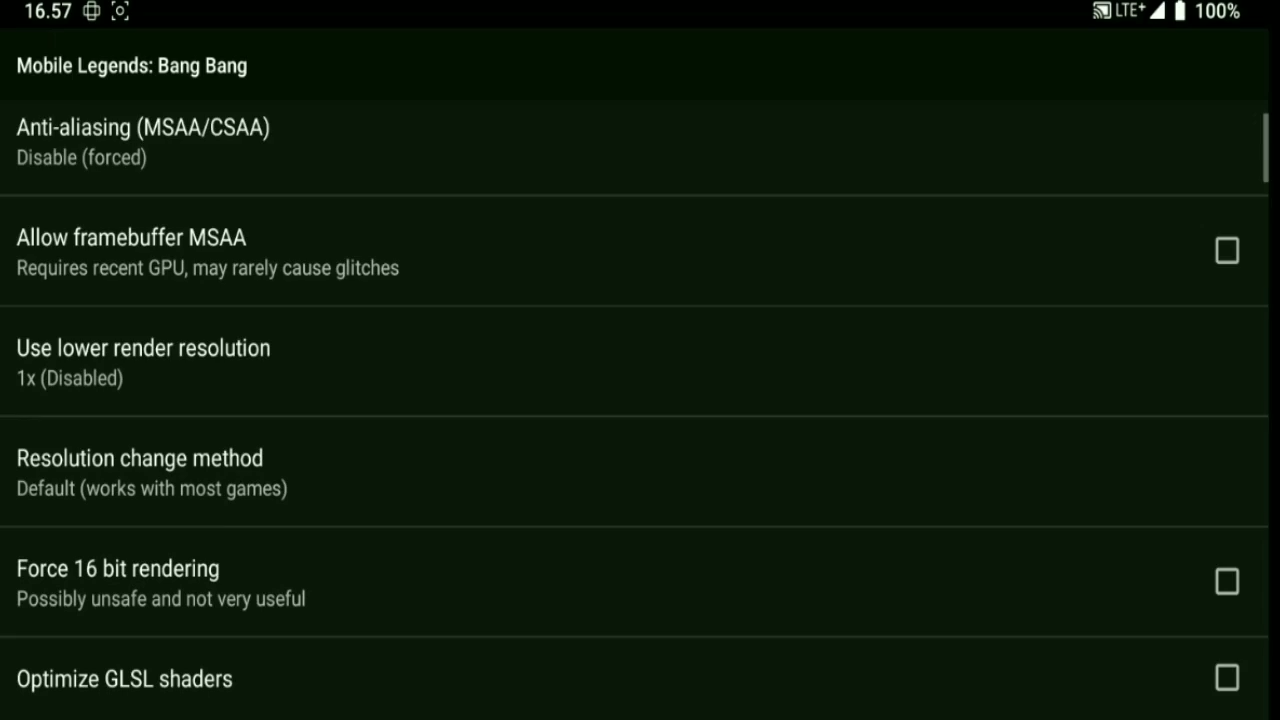 16.57 LTE+ 100%
Mobile Legends: Bang Bang
Anti-aliasing (MSAA/CSAA)
Disable (forced)
Allow framebuffer MSAA
Requires recent GPU, may rarely cause glitches
Use lower render resolution
1x (Disabled)
Resolution change method
Default (works with most games)
Force 16 bit rendering
Possibly unsafe and not very useful
Optimize GLSL shaders